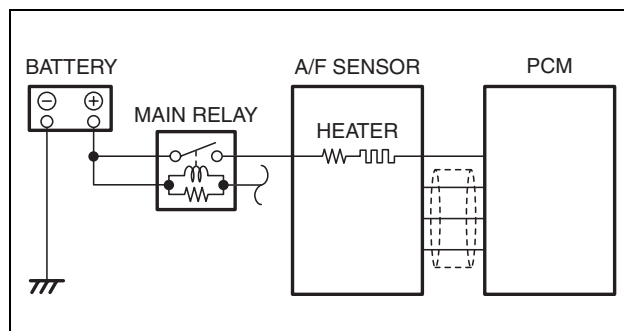 BATTERY
A/F SENSOR
PCM
MAIN RELAY
HEATER